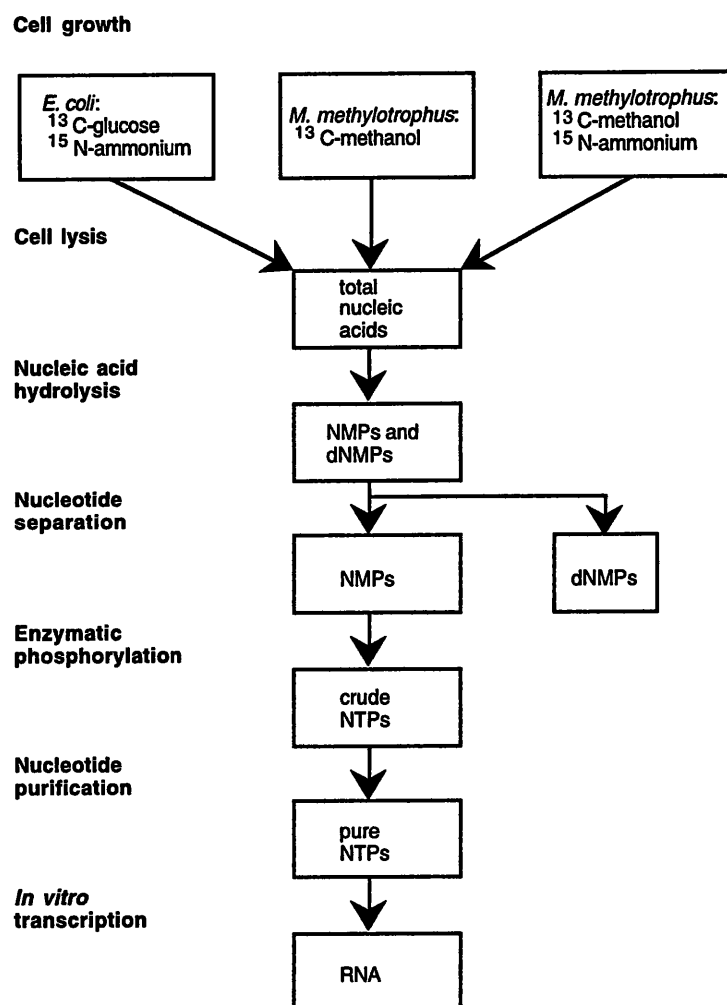 Cell growth
E. coli:
13 C-glucose
15 N-ammonium
M. methylotrophus:
13 C-methanol
M. methylotrophus:
13 C-methanol
15 N-ammonium
Cell lysis
total
nucleic
acids
Nucleic acid
hydrolysis
NMPs and
dNMPs
Nucleotide
separation
NMPs
dNMPs
Enzymatic
phosphorylation
crude
NTPs
Nucleotide
purification
pure
NTPs
In vitro
transcription
RNA